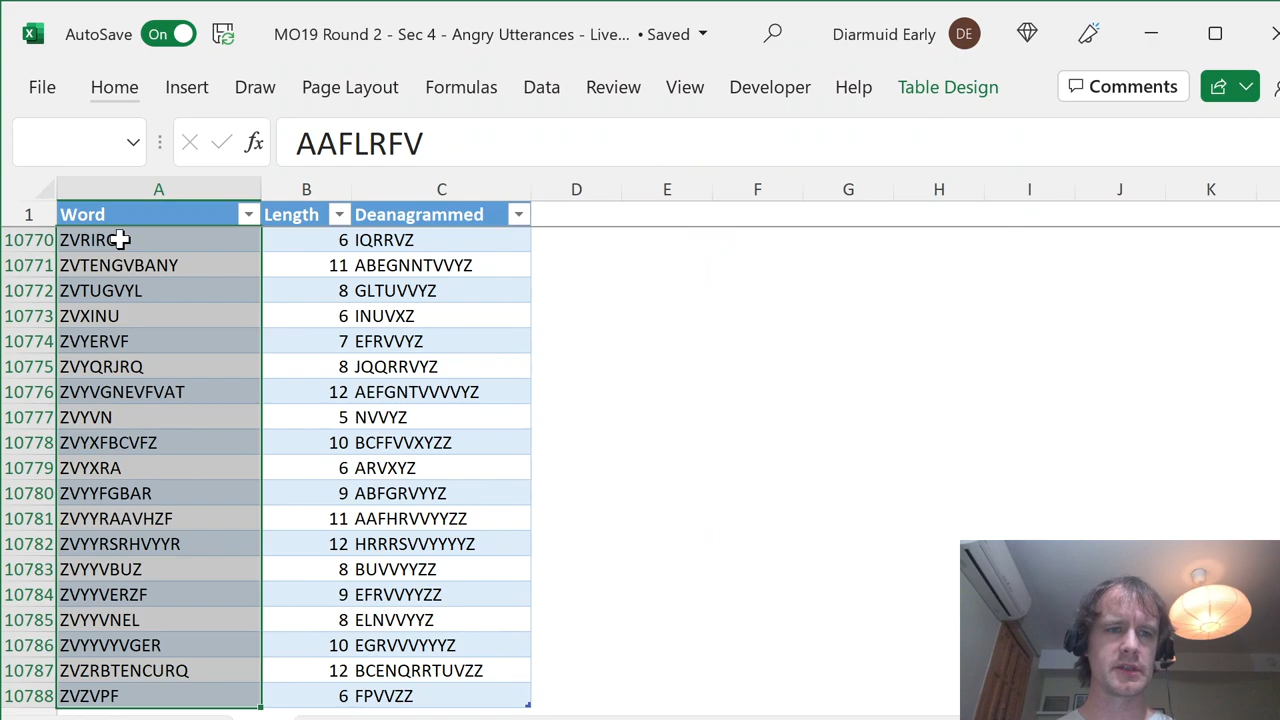 AutoSave On MO19 Round 2 - Sec 4 - Angry Utterances - Live... • Saved Diarmuid Early DE
File Home Insert Draw Page Layout Formulas Data Review View Developer Help Table Design Comments
fx AAFLRFV
A B C D E F G H I J K
1 Word Length Deanagrammed
10770 6 IQRRVZ
10771 ZVTENGVBANY 11 ABEGNNTVVYZ
10772 ZVTUGVYL 8 GLTUVVYZ
10773 ZVXINU 6 INUVXZ
10774 ZVYERVF 7 EFRVVYZ
10775 ZVYQRJRQ 8 JQQRRVYZ
10776 ZVYVGNEVFVAT 12 AEFGNTVVVVYZ
10777 ZVYVN 5 NVVYZ
10778 ZVYXFBCVFZ 10 BCFFVVXYZZ
10779 ZVYXRA 6 ARVXYZ
10780 ZVYYFGBAR 9 ABFGRVYYZ
10781 ZVYYRAAVHZF 11 AAFHRVVYYZZ
10782 ZVYYRSRHVYYR 12 HRRRSVVYYYYZ
10783 ZVYYVBUZ 8 BUVVYYZZ
10784 ZVYYVERZF 9 EFRVVYYZZ
10785 ZVYYVNEL 8 ELNVVYYZ
10786 ZVYYVYVGER 10 EGRVVVYYYZ
10787 ZVZRBTENCURQ 12 BCENQRRTUVZZ
10788 ZVZVPF 6 FPVVZZ